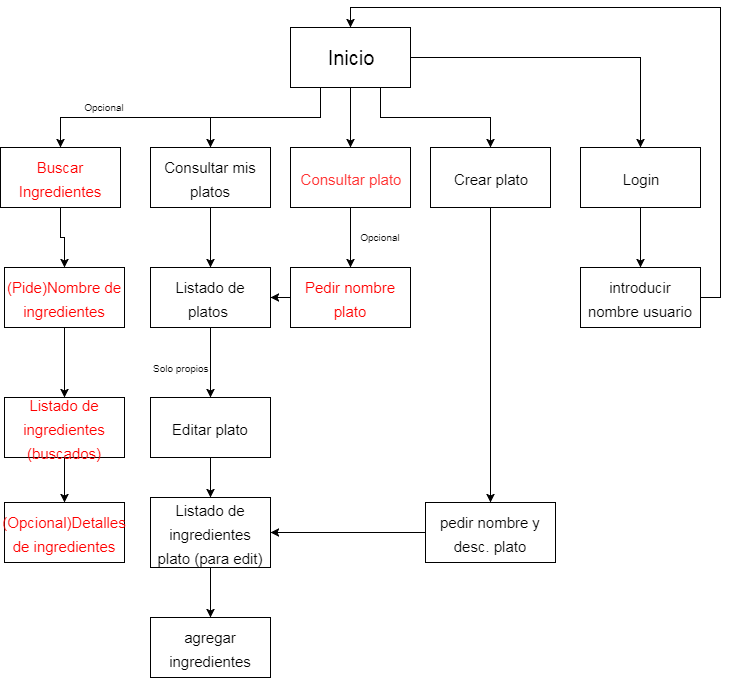 Inicio
Opcional
Buscar
Ingredientes
Consultar mis
platos
Consultar plato
Crear plato
Login
Opcional
(Pide)Nombre de
ingredientes
Listado de
platos
Pedir nombre
plato
introducir
nombre usuario
Solo propios
Listado de
ingredientes
(buscados)
Editar plato
(Opcional)Detalles
de ingredientes
Listado de
ingredientes
plato (para edit)
pedir nombre y
desc. plato
agregar
ingredientes